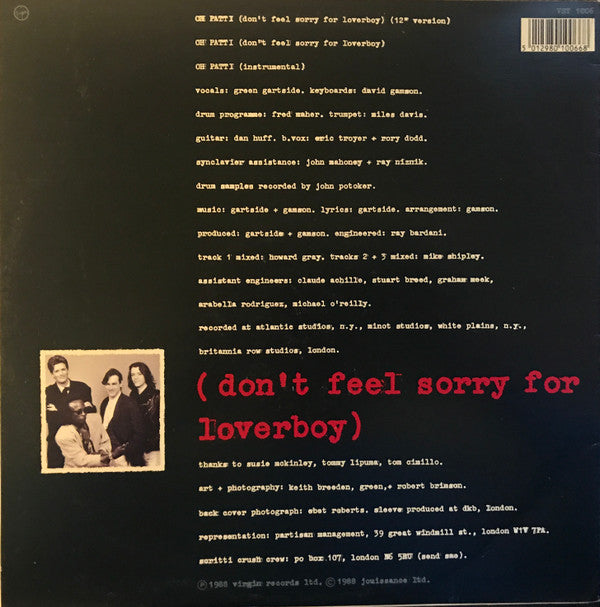 VST 1006
OH PATTI (don't feel sorry for loverboy) (12" version)
OH PATTI (don't feel sorry for loverboy)
OH PATTI (instrumental)
5 012980 100668
vocals: green gartside. keyboards: david gamson.
drum programme: fred maher. trumpet: miles davis.
guitar: dan huff. b.vox: eric troyer + rory dodd.
synclavier assistance: john mahoney + ray niznik.
drum samples recorded by john potoker.
music: gartside + gamson. lyrics: gartside. arrangement: gamson.
produced: gartside + gamson. engineered: ray bardani.
track 1 mixed: howard gray. tracks 2 + 3 mixed: mike shipley.
assistant engineers: claude achille, stuart breed, graham meek,
arabella rodriguez, michael o'reilly.
recorded at atlantic studios, n.y., minot studios, white plains, n.y.,
britannia row studios, london.
(don't feel sorry for
loverboy)
thanks to susie mckinley, tommy lipuma, tom cimillo.
art + photography: keith breeden, green,+ robert brimson.
back cover photograph: ebet roberts. sleeve produced at dkb, london.
representation: partisan management, 39 great windmill st., london W1V 7PA.
scritti crush crew: po box 107, london N6 5RU (send sae).
Ⓟ 1988 virgin records ltd. © 1988 jouissance ltd.